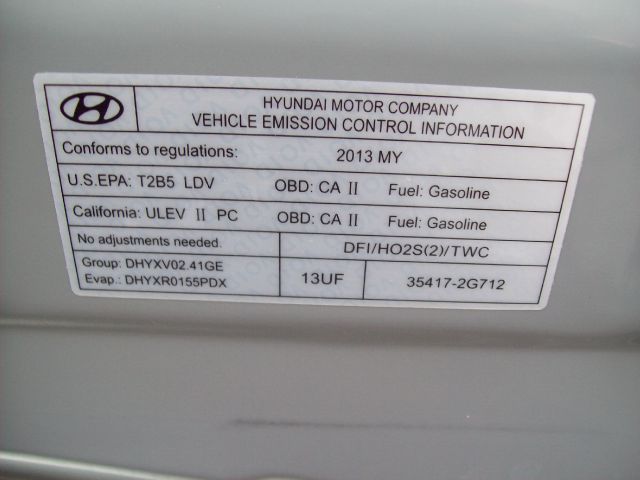 HYUNDAI MOTOR COMPANY
VEHICLE EMISSION CONTROL INFORMATION
Conforms to regulations: 2013 MY
U.S.EPA: T2B5 LDV OBD: CA II Fuel: Gasoline
California: ULEV II PC OBD: CA II Fuel: Gasoline
No adjustments needed. DFI/HO2S(2)/TWC
Group: DHYXV02.41GE
Evap.: DHYXR0155PDX
13UF 35417-2G712